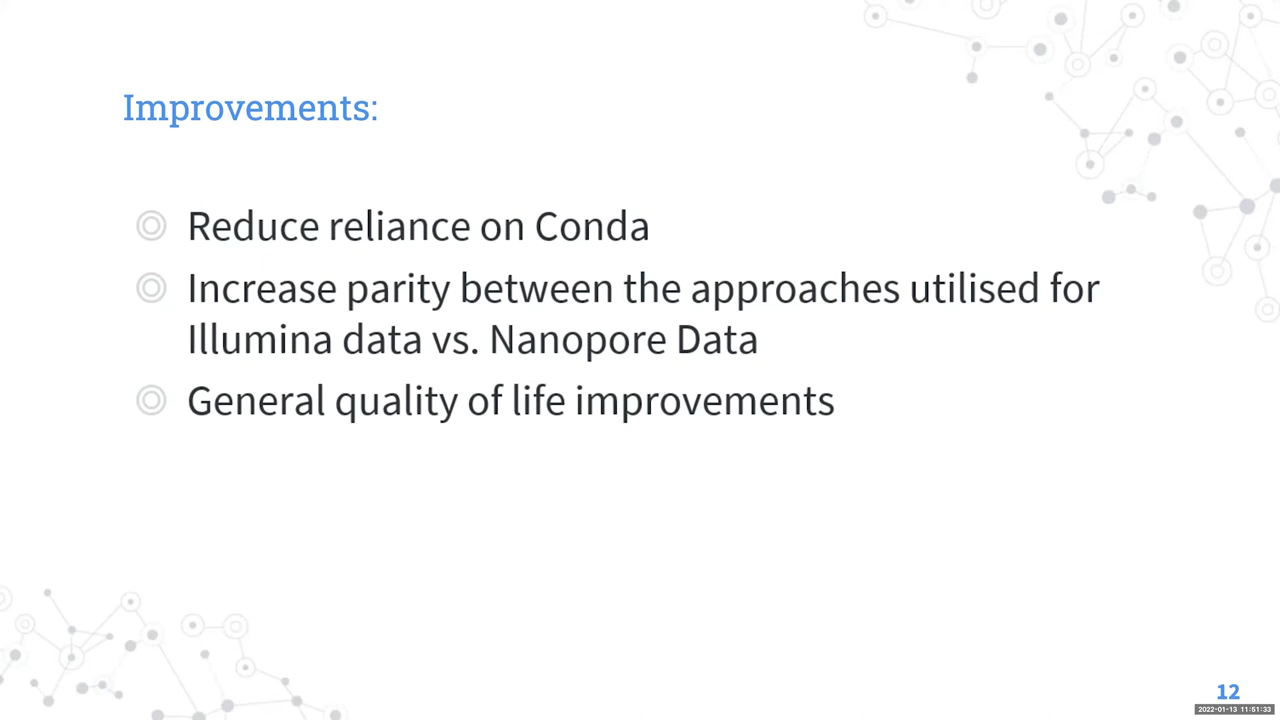 Improvements:
Reduce reliance on Conda
Increase parity between the approaches utilised for
Illumina data vs. Nanopore Data
General quality of life improvements
12
2022-01-13 11:51:33